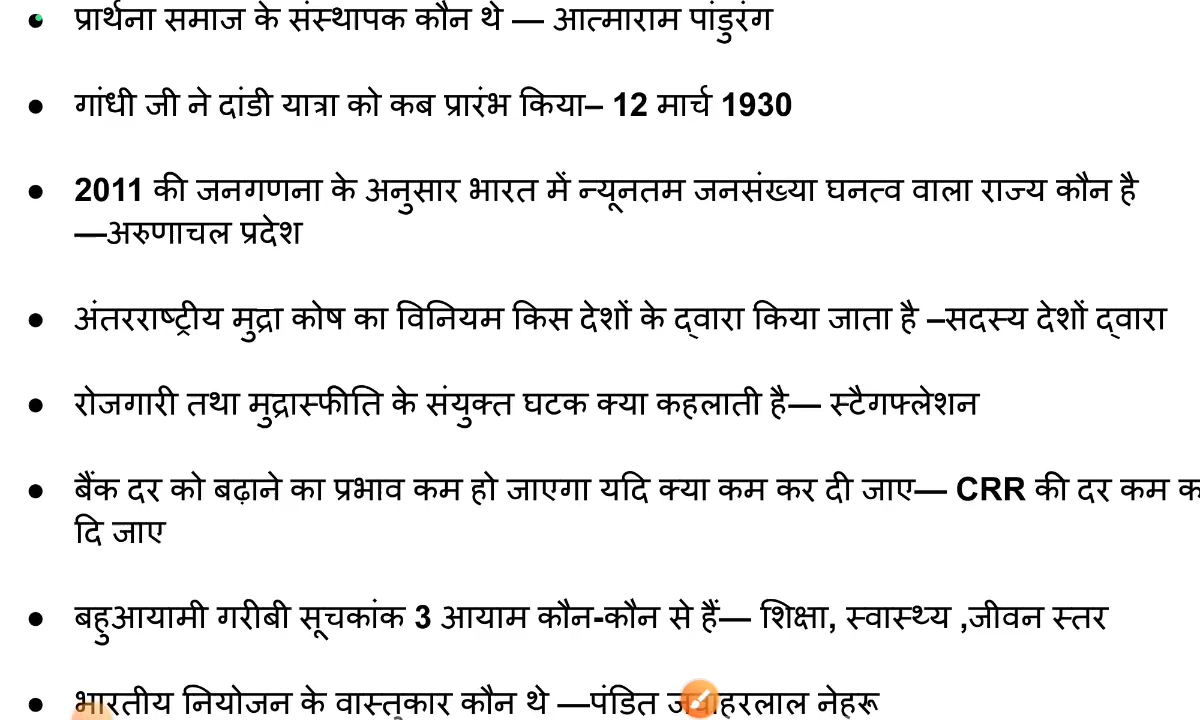 प्रार्थना समाज के संस्थापक कौन थे — आत्माराम पांडुरंग
गांधी जी ने दांडी यात्रा को कब प्रारंभ किया– 12 मार्च 1930
2011 की जनगणना के अनुसार भारत में न्यूनतम जनसंख्या घनत्व वाला राज्य कौन है
—अरुणाचल प्रदेश
अंतरराष्ट्रीय मुद्रा कोष का विनियम किस देशों के द्वारा किया जाता है –सदस्य देशों द्वारा
रोजगारी तथा मुद्रास्फीति के संयुक्त घटक क्या कहलाती है— स्टैगफ्लेशन
बैंक दर को बढ़ाने का प्रभाव कम हो जाएगा यदि क्या कम कर दी जाए— CRR की दर कम क
दि जाए
बहुआयामी गरीबी सूचकांक 3 आयाम कौन-कौन से हैं— शिक्षा, स्वास्थ्य ,जीवन स्तर
भारतीय नियोजन के वास्तुकार कौन थे —पंडित जवाहरलाल नेहरू